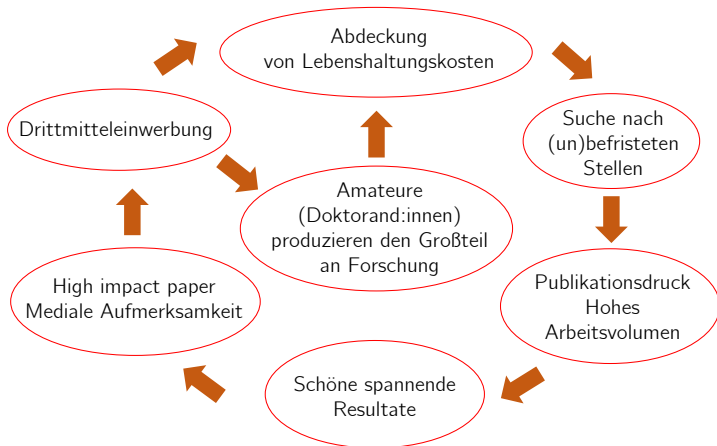 Abdeckung
von Lebenshaltungskosten
Drittmitteleinwerbung
Suche nach
(un)befristeten
Stellen
Amateure
(Doktorand:innen)
produzieren den Großteil
an Forschung
High impact paper
Mediale Aufmerksamkeit
Publikationsdruck
Hohes
Arbeitsvolumen
Schöne spannende
Resultate